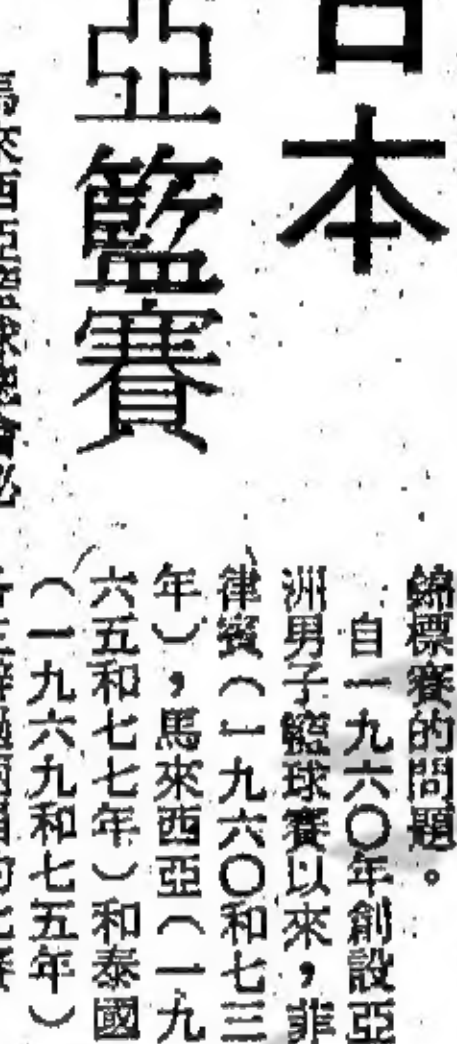 本
亞籃賽
錦標賽的問題。
自一九六〇年創設亞
洲男子籃球賽以來，菲
律賓（一九六〇和七三
年），馬來西亞（一九
六五和七七年）和泰國
（一九六九和七五年）